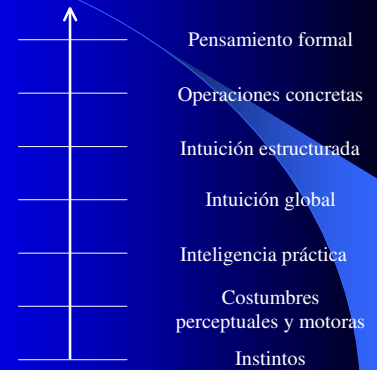 Pensamiento formal
Operaciones concretas
Intuición estructurada
Intuición global
Inteligencia práctica
Costumbres
perceptuales y motoras
Instintos